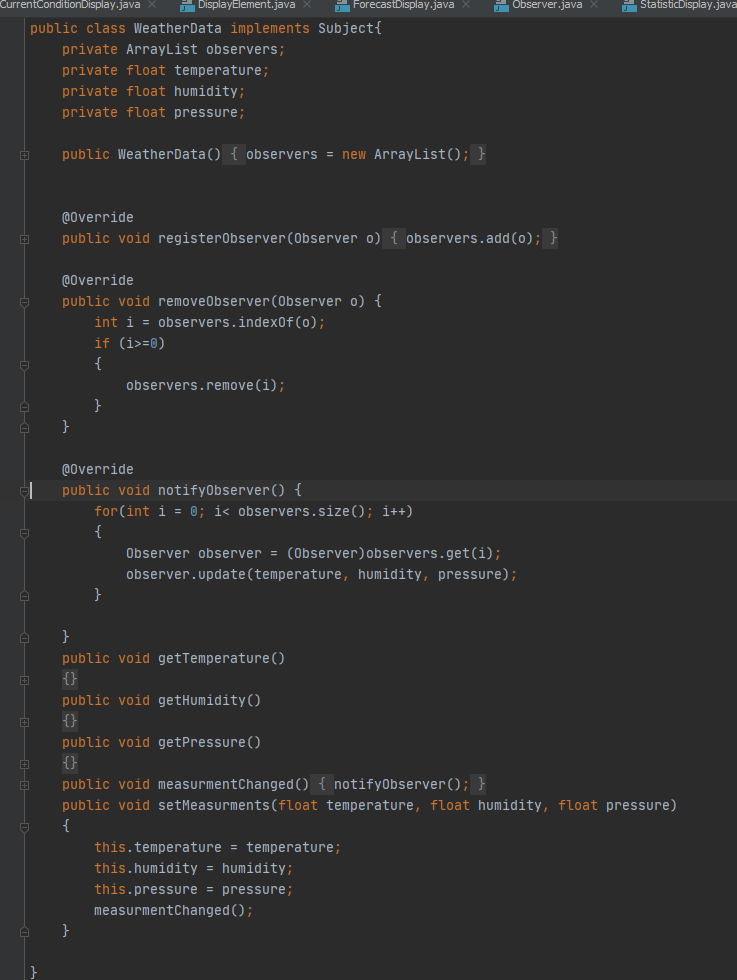 CurrentConditionDisplay.java DisplayElement.java ForecastDisplay.java Observer.java StatisticDisplay.java
public class WeatherData implements Subject{
    private ArrayList observers;
    private float temperature;
    private float humidity;
    private float pressure;
    public WeatherData() { observers = new ArrayList(); }
    @Override
    public void registerObserver(Observer o) { observers.add(o); }
    @Override
    public void removeObserver(Observer o) {
        int i = observers.indexOf(o);
        if (i>=0)
        {
            observers.remove(i);
        }
    }
    @Override
    public void notifyObserver() {
        for(int i = 0; i< observers.size(); i++)
        {
            Observer observer = (Observer)observers.get(i);
            observer.update(temperature, humidity, pressure);
        }
    }
    public void getTemperature()
    {}
    public void getHumidity()
    {}
    public void getPressure()
    {}
    public void measurmentChanged() { notifyObserver(); }
    public void setMeasurments(float temperature, float humidity, float pressure)
    {
        this.temperature = temperature;
        this.humidity = humidity;
        this.pressure = pressure;
        measurmentChanged();
    }
}